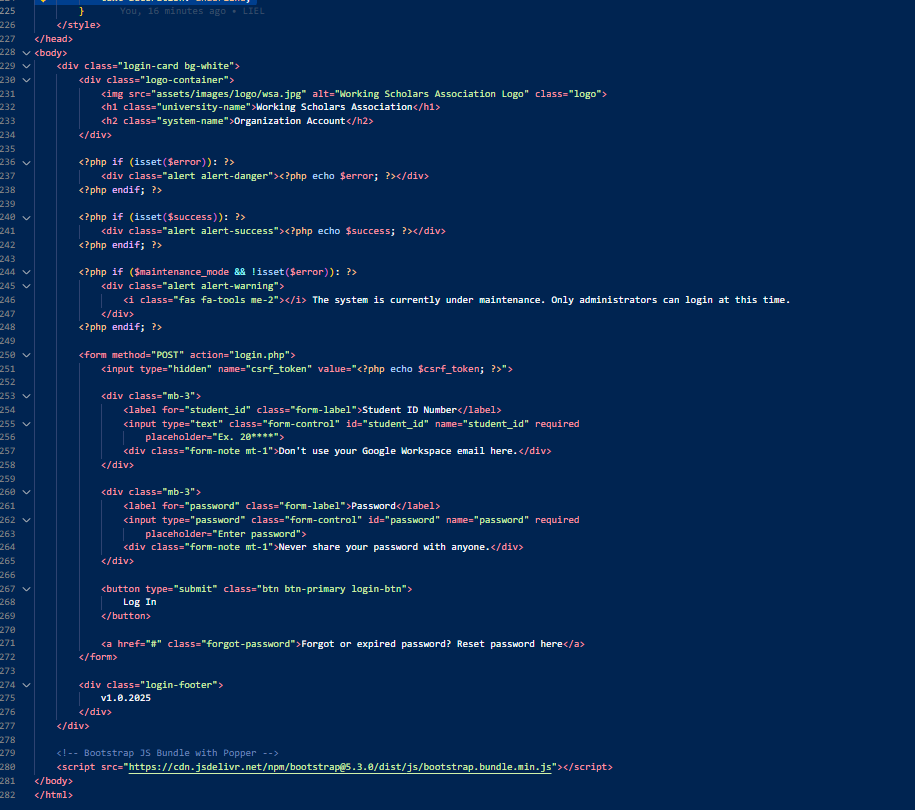 225 } You, 16 minutes ago • LIEL
226 </style>
227 </head>
228 <body>
229 <div class="login-card bg-white">
230 <div class="logo-container">
231 <img src="assets/images/logo/wsa.jpg" alt="Working Scholars Association Logo" class="logo">
232 <h1 class="university-name">Working Scholars Association</h1>
233 <h2 class="system-name">Organization Account</h2>
234 </div>
235
236 <?php if (isset($error)): ?>
237 <div class="alert alert-danger"><?php echo $error; ?></div>
238 <?php endif; ?>
239
240 <?php if (isset($success)): ?>
241 <div class="alert alert-success"><?php echo $success; ?></div>
242 <?php endif; ?>
243
244 <?php if ($maintenance_mode && !isset($error)): ?>
245 <div class="alert alert-warning">
246 <i class="fas fa-tools me-2"></i> The system is currently under maintenance. Only administrators can login at this time.
247 </div>
248 <?php endif; ?>
249
250 <form method="POST" action="login.php">
251 <input type="hidden" name="csrf_token" value="<?php echo $csrf_token; ?>">
252
253 <div class="mb-3">
254 <label for="student_id" class="form-label">Student ID Number</label>
255 <input type="text" class="form-control" id="student_id" name="student_id" required
256 placeholder="Ex. 20****">
257 <div class="form-note mt-1">Don't use your Google Workspace email here.</div>
258 </div>
259
260 <div class="mb-3">
261 <label for="password" class="form-label">Password</label>
262 <input type="password" class="form-control" id="password" name="password" required
263 placeholder="Enter password">
264 <div class="form-note mt-1">Never share your password with anyone.</div>
265 </div>
266
267 <button type="submit" class="btn btn-primary login-btn">
268 Log In
269 </button>
270
271 <a href="#" class="forgot-password">Forgot or expired password? Reset password here</a>
272 </form>
273
274 <div class="login-footer">
275 v1.0.2025
276 </div>
277 </div>
278
279 <!-- Bootstrap JS Bundle with Popper -->
280 <script src="https://cdn.jsdelivr.net/npm/bootstrap@5.3.0/dist/js/bootstrap.bundle.min.js"></script>
281 </body>
282 </html>